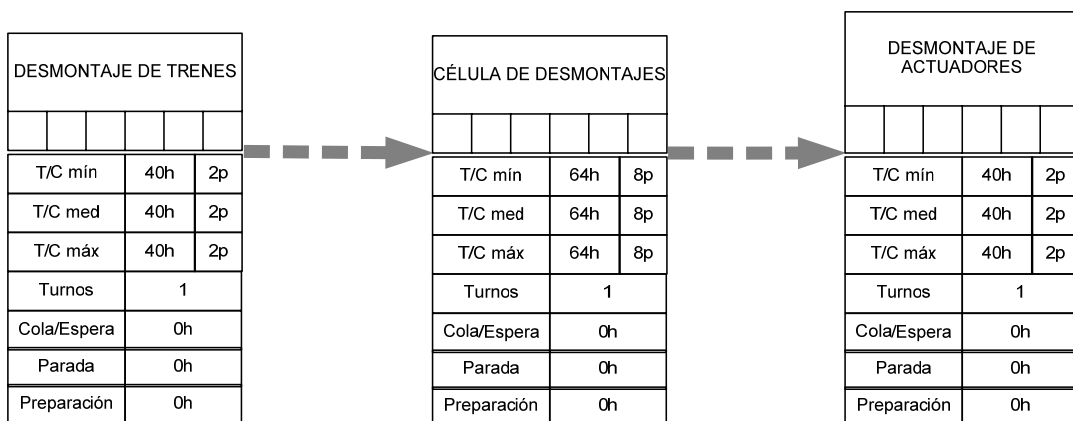 DESMONTAJE DE TRENES
T/C mín 40h 2p
T/C med 40h 2p
T/C máx 40h 2p
Turnos 1
Cola/Espera 0h
Parada 0h
Preparación 0h
CÉLULA DE DESMONTAJES
T/C mín 64h 8p
T/C med 64h 8p
T/C máx 64h 8p
Turnos 1
Cola/Espera 0h
Parada 0h
Preparación 0h
DESMONTAJE DE
ACTUADORES
T/C mín 40h 2p
T/C med 40h 2p
T/C máx 40h 2p
Turnos 1
Cola/Espera 0h
Parada 0h
Preparación 0h